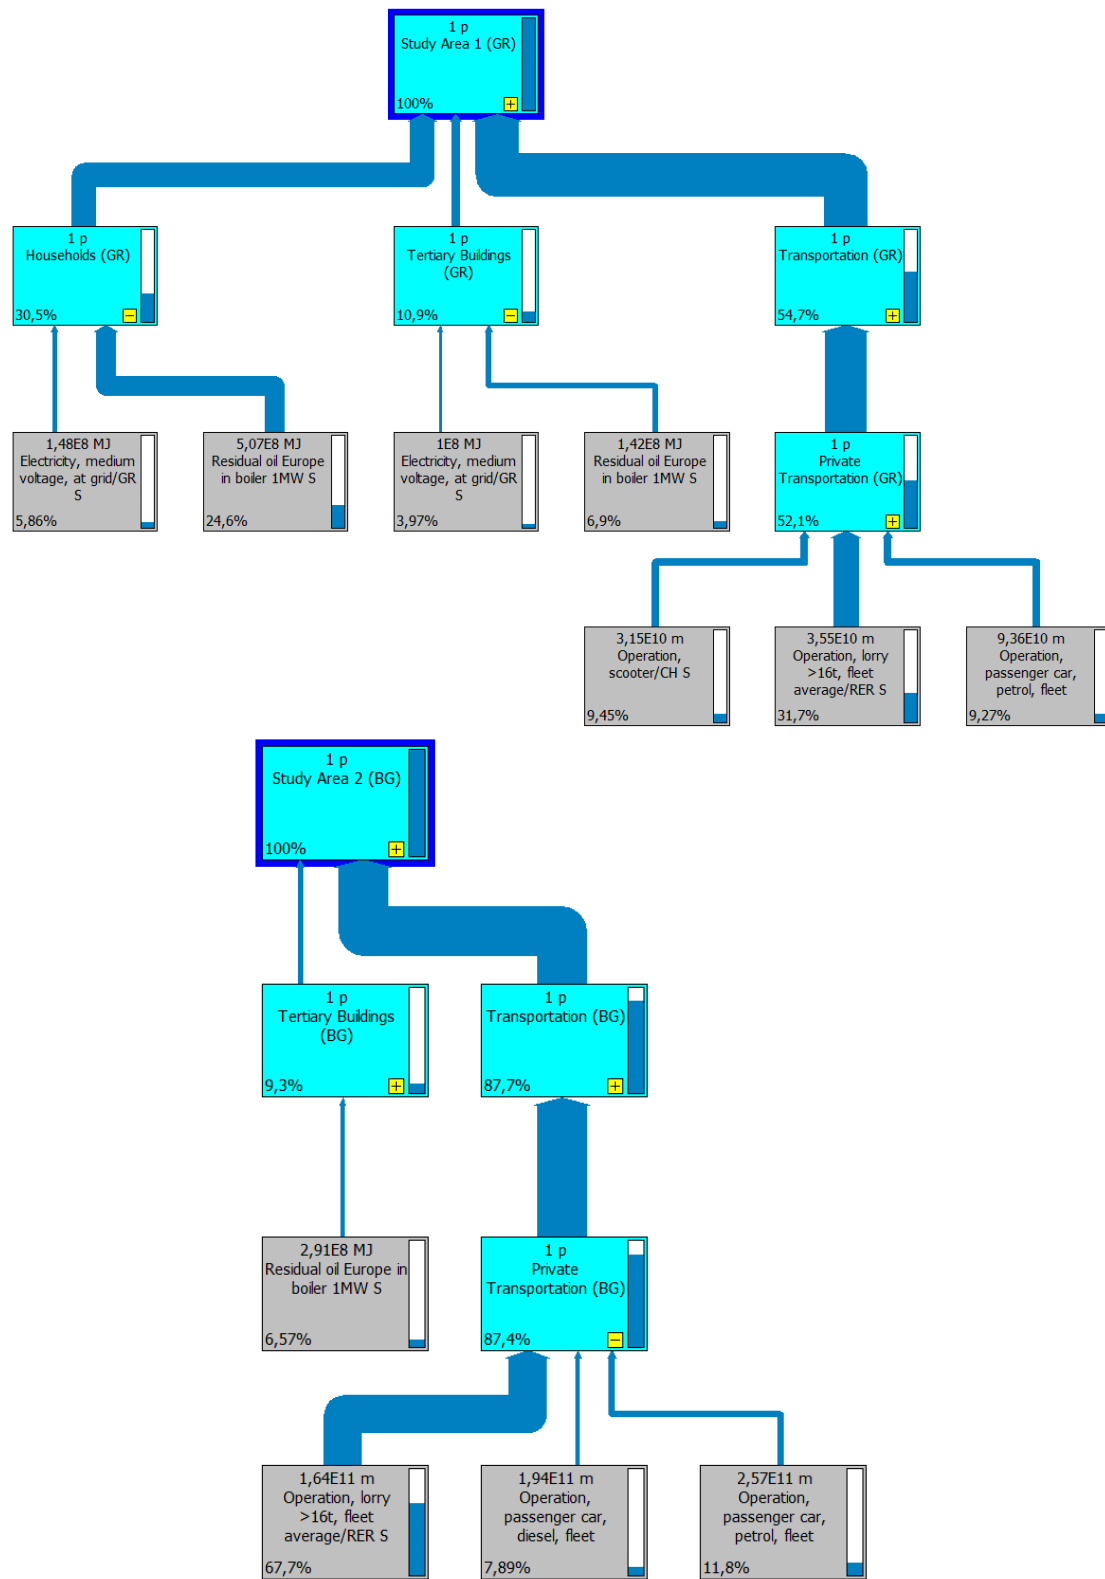 1 p
Study Area 1 (GR)
100%
1 p
Households (GR)
30,5%
1 p
Tertiary Buildings
(GR)
10,9%
1 p
Transportation (GR)
54,7%
1,48E8 MJ
Electricity, medium
voltage, at grid/GR
S
5,86%
5,07E8 MJ
Residual oil Europe
in boiler 1MW S
24,6%
1E8 MJ
Electricity, medium
voltage, at grid/GR
S
3,97%
1,42E8 MJ
Residual oil Europe
in boiler 1MW S
6,9%
1 p
Private
Transportation (GR)
52,1%
3,15E10 m
Operation,
scooter/CH S
9,45%
3,55E10 m
Operation, lorry
>16t, fleet
average/RER S
31,7%
9,36E10 m
Operation,
passenger car,
petrol, fleet
9,27%
1 p
Study Area 2 (BG)
100%
1 p
Tertiary Buildings
(BG)
9,3%
1 p
Transportation (BG)
87,7%
2,91E8 MJ
Residual oil Europe in
boiler 1MW S
6,57%
1 p
Private
Transportation (BG)
87,4%
1,64E11 m
Operation, lorry
>16t, fleet
average/RER S
67,7%
1,94E11 m
Operation,
passenger car,
diesel, fleet
7,89%
2,57E11 m
Operation,
passenger car,
petrol, fleet
11,8%